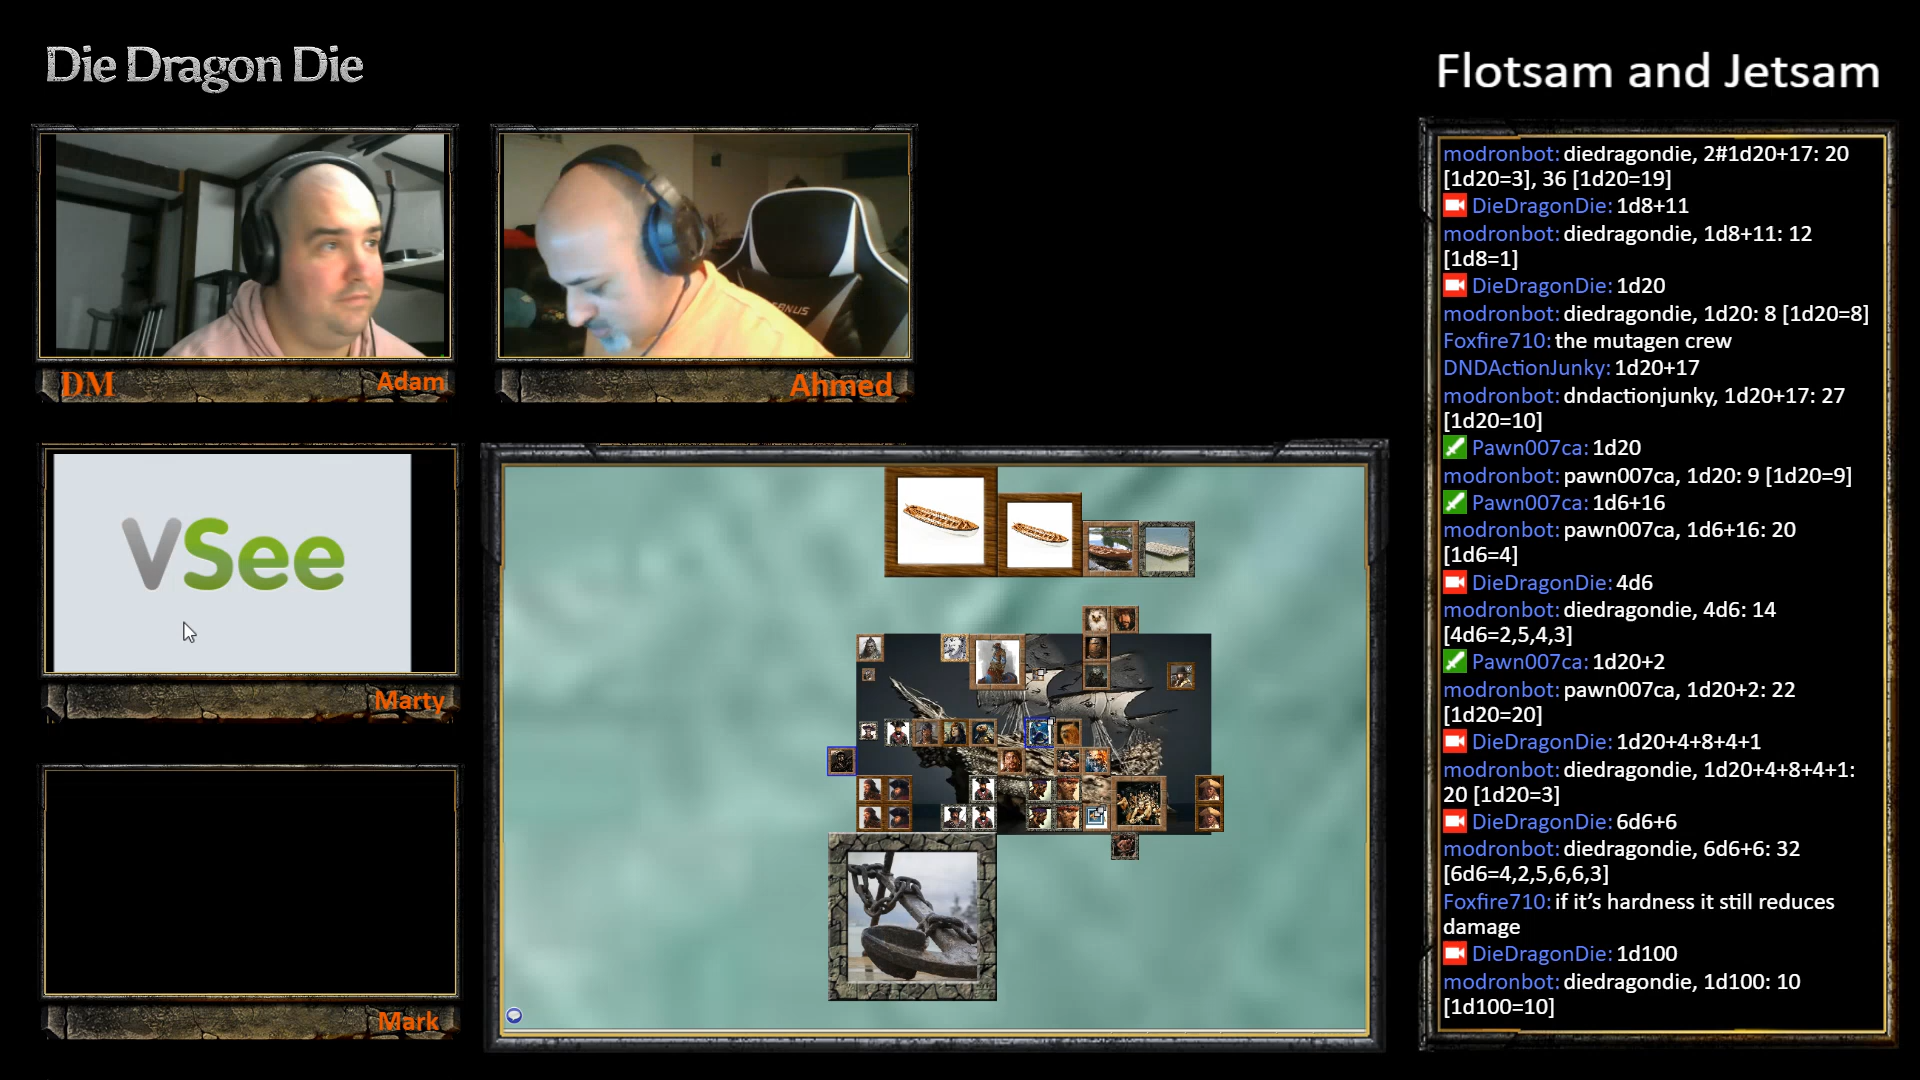 Die Dragon Die
Flotsam and Jetsam
DM
Adam
Ahmed
VSee
Marty
Mark
modronbot: diedragondie, 2#1d20+17: 20
[1d20=3], 36 [1d20=19]
DieDragonDie: 1d8+11
modronbot: diedragondie, 1d8+11: 12
[1d8=1]
DieDragonDie: 1d20
modronbot: diedragondie, 1d20: 8 [1d20=8]
Foxfire710: the mutagen crew
DNDActionJunky: 1d20+17
modronbot: dndactionjunky, 1d20+17: 27
[1d20=10]
Pawn007ca: 1d20
modronbot: pawn007ca, 1d20: 9 [1d20=9]
Pawn007ca: 1d6+16
modronbot: pawn007ca, 1d6+16: 20
[1d6=4]
DieDragonDie: 4d6
modronbot: diedragondie, 4d6: 14
[4d6=2,5,4,3]
Pawn007ca: 1d20+2
modronbot: pawn007ca, 1d20+2: 22
[1d20=20]
DieDragonDie: 1d20+4+8+4+1
modronbot: diedragondie, 1d20+4+8+4+1:
20 [1d20=3]
DieDragonDie: 6d6+6
modronbot: diedragondie, 6d6+6: 32
[6d6=4,2,5,6,6,3]
Foxfire710: if it's hardness it still reduces
damage
DieDragonDie: 1d100
modronbot: diedragondie, 1d100: 10
[1d100=10]